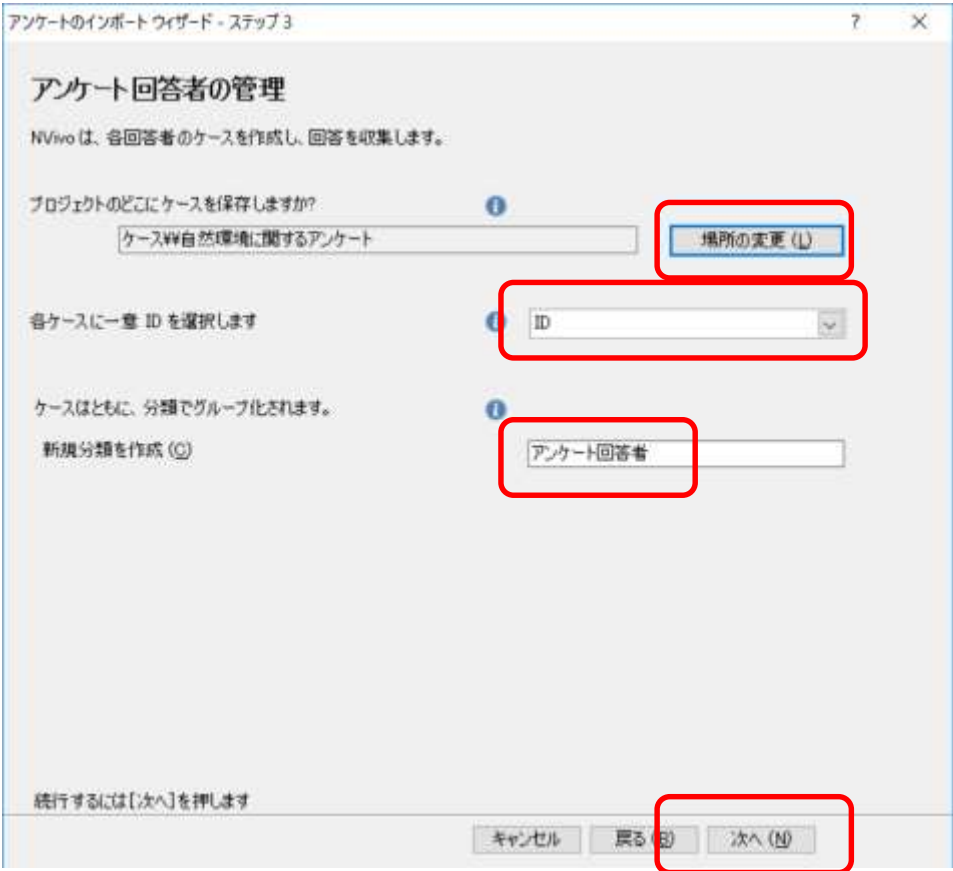 アンケートのインポート ウィザード - ステップ 3 ? ×
アンケート回答者の管理
NVivo は、各回答者のケースを作成し、回答を収集します。
プロジェクトのどこにケースを保存しますか?
ケース¥¥自然環境に関するアンケート 場所の変更 (L)
各ケースに一意 ID を選択します ID
ケースはともに、分類でグループ化されます。
新規分類を作成 (C) アンケート回答者
続行するには[次へ]を押します
キャンセル 戻る (B) 次へ (N)